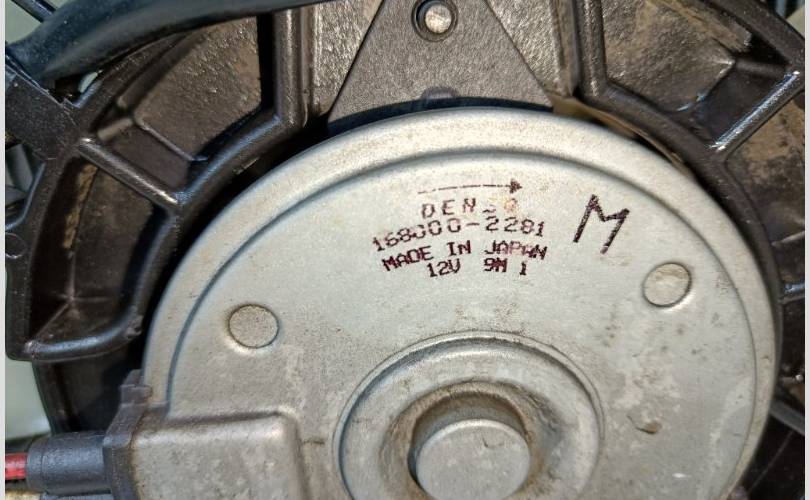 DENSO
168000-2281
M
MADE IN JAPAN
12V 9M 1